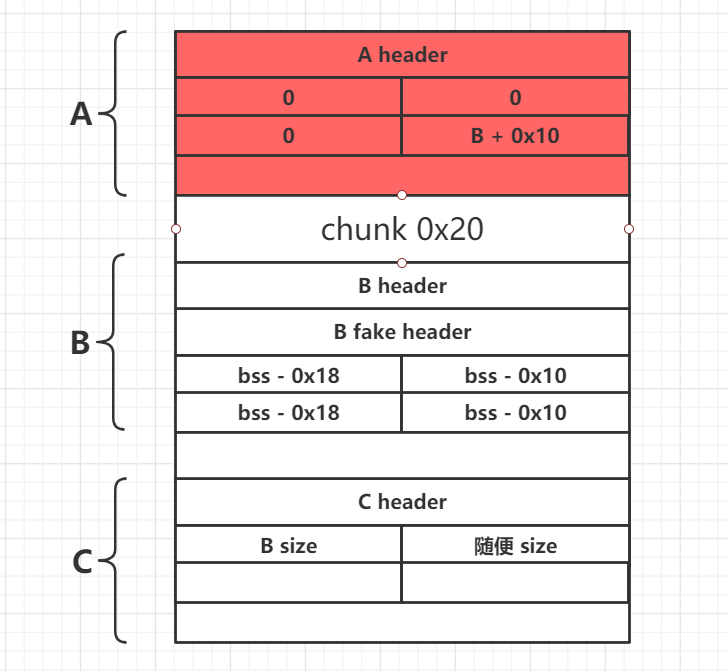 A
A header
0 0
0 B + 0x10
chunk 0x20
B
B header
B fake header
bss - 0x18 bss - 0x10
bss - 0x18 bss - 0x10
C
C header
B size 随便 size